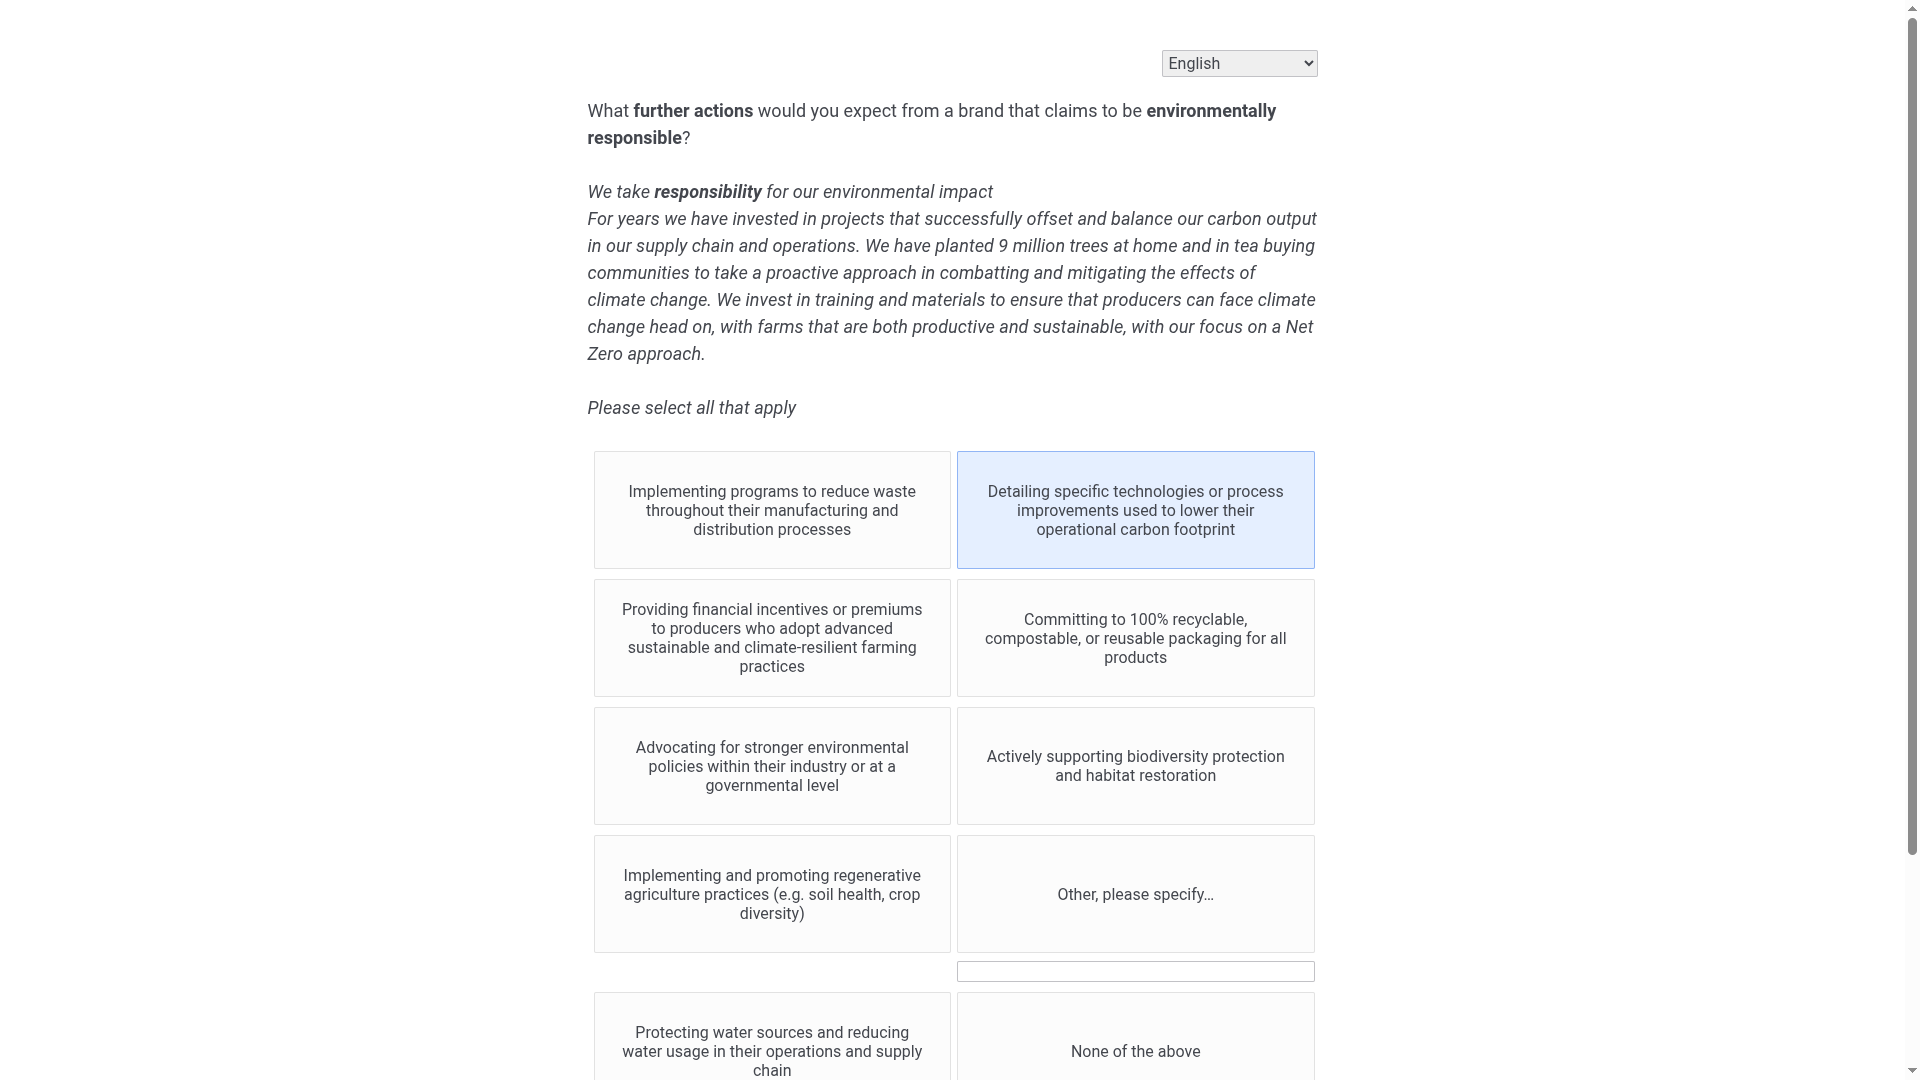 English
What further actions would you expect from a brand that claims to be environmentally
responsible?
We take responsibility for our environmental impact
For years we have invested in projects that successfully offset and balance our carbon output
in our supply chain and operations. We have planted 9 million trees at home and in tea buying
communities to take a proactive approach in combatting and mitigating the effects of
climate change. We invest in training and materials to ensure that producers can face climate
change head on, with farms that are both productive and sustainable, with our focus on a Net
Zero approach.
Please select all that apply
Implementing programs to reduce waste
throughout their manufacturing and
distribution processes
Detailing specific technologies or process
improvements used to lower their
operational carbon footprint
Providing financial incentives or premiums
to producers who adopt advanced
sustainable and climate-resilient farming
practices
Committing to 100% recyclable,
compostable, or reusable packaging for all
products
Advocating for stronger environmental
policies within their industry or at a
governmental level
Actively supporting biodiversity protection
and habitat restoration
Implementing and promoting regenerative
agriculture practices (e.g. soil health, crop
diversity)
Other, please specify…
Protecting water sources and reducing
water usage in their operations and supply
chain
None of the above